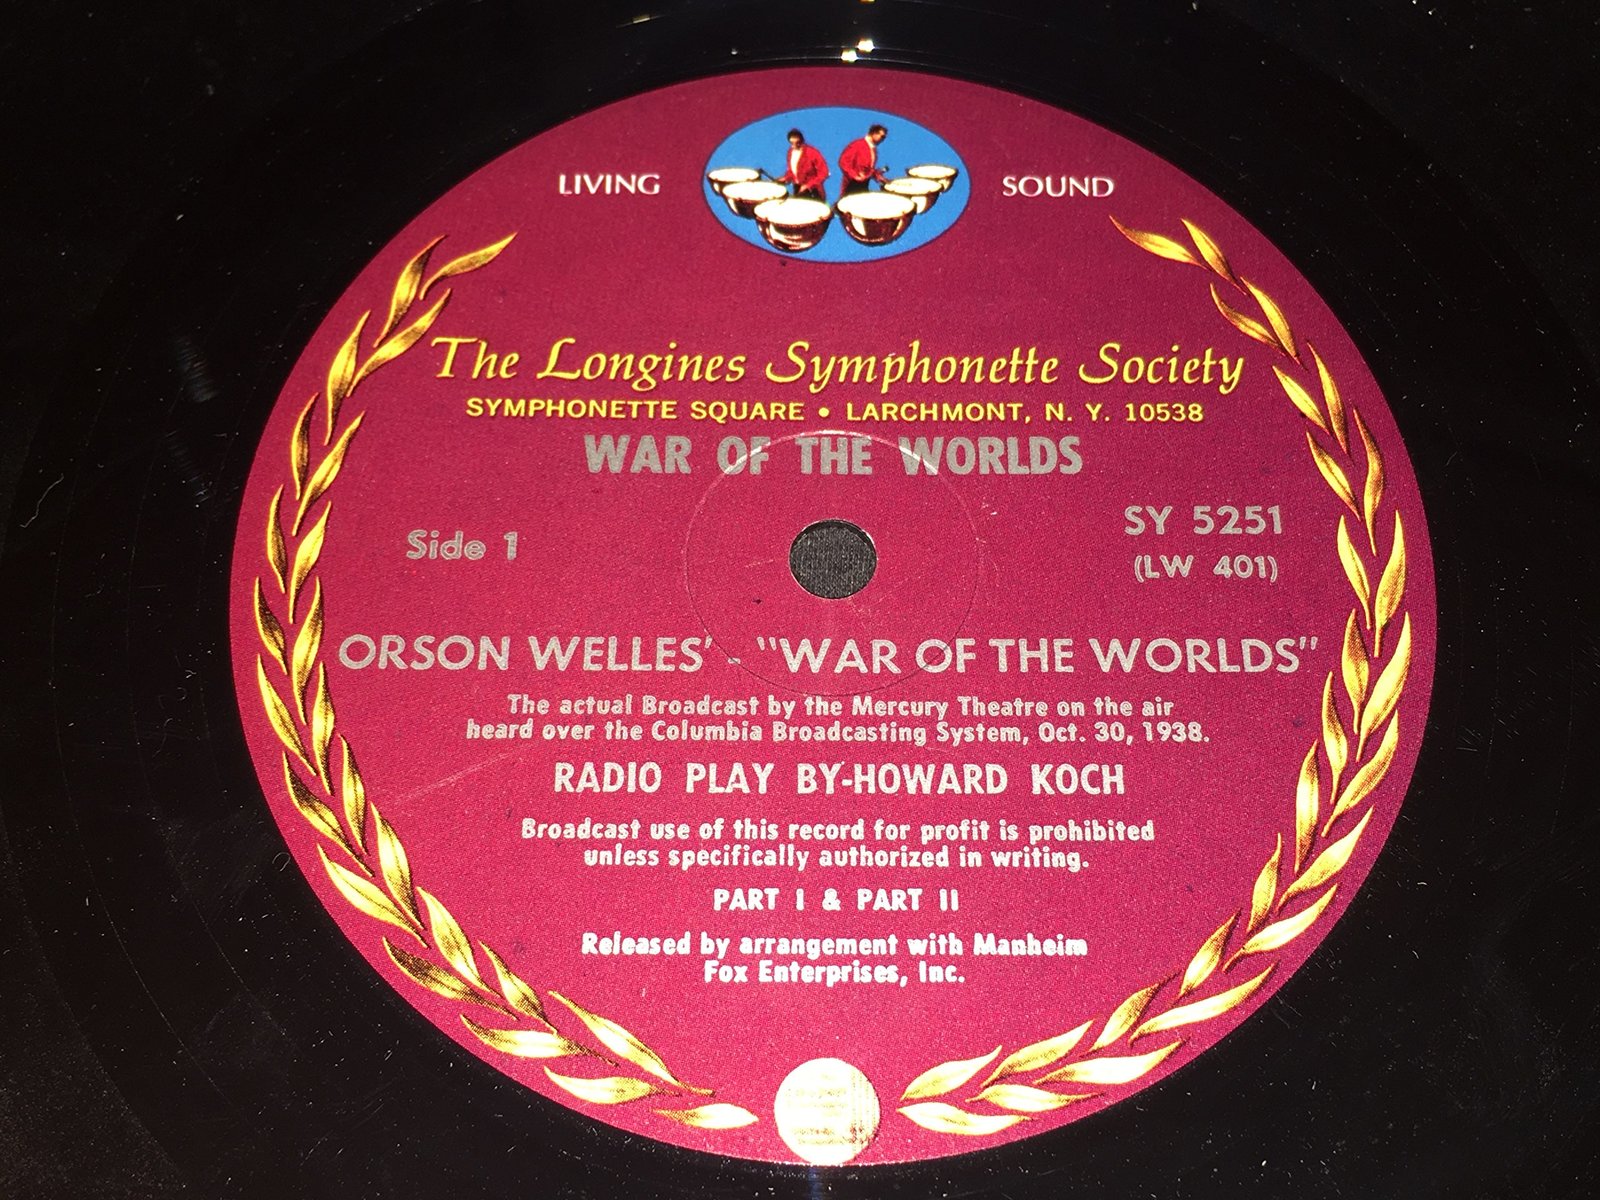 LIVING SOUND
The Longines Symphonette Society
SYMPHONETTE SQUARE • LARCHMONT, N. Y. 10538
WAR OF THE WORLDS
Side 1
SY 5251
(LW 401)
ORSON WELLES' - "WAR OF THE WORLDS"
The actual Broadcast by the Mercury Theatre on the air
heard over the Columbia Broadcasting System, Oct. 30, 1938.
RADIO PLAY BY-HOWARD KOCH
Broadcast use of this record for profit is prohibited
unless specifically authorized in writing.
PART I & PART II
Released by arrangement with Manheim
Fox Enterprises, Inc.